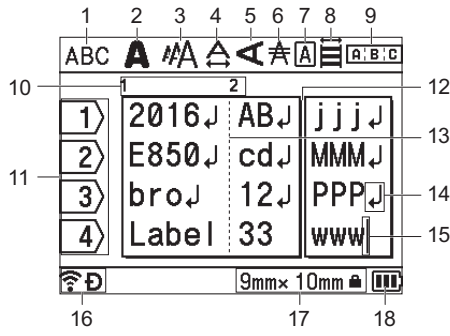 1 2 3 4 5 6 7 8 9
ABC A A A A A A A B C
10 1 2 12
1 2016↲ AB↲ jjj↲
13
2 E850↲ cd↲ MMM↲
11
3 bro↲ 12↲ PPP↲ 14
4 Label 33 www 15
Đ 9mm× 10mm
16 17 18